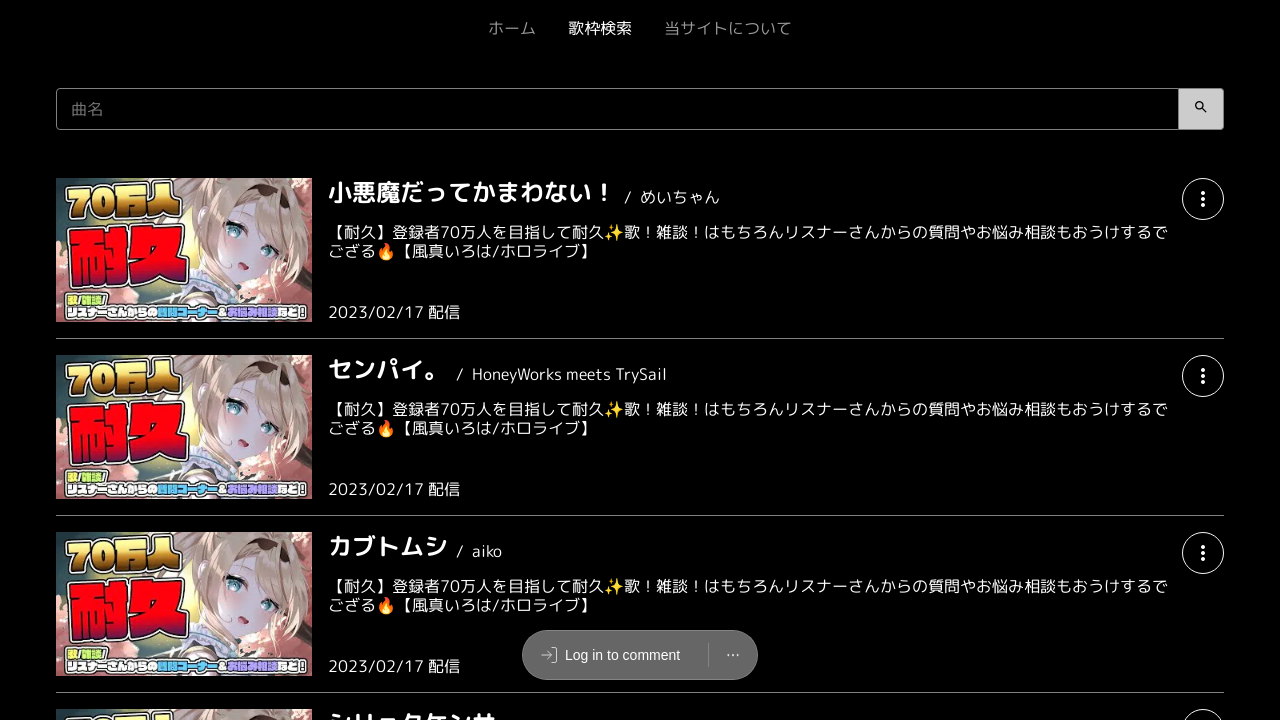 ホーム 歌枠検索 当サイトについて
曲名
70万人
耐久
歌/雑談/
リスナーさんからの質問コーナー&お悩み相談など!
小悪魔だってかまわない！ / めいちゃん
【耐久】登録者70万人を目指して耐久✨歌！雑談！はもちろんリスナーさんからの質問やお悩み相談もおうけするで
ござる🔥【風真いろは/ホロライブ】
2023/02/17 配信
70万人
耐久
歌/雑談/
リスナーさんからの質問コーナー&お悩み相談など!
センパイ。 / HoneyWorks meets TrySail
【耐久】登録者70万人を目指して耐久✨歌！雑談！はもちろんリスナーさんからの質問やお悩み相談もおうけするで
ござる🔥【風真いろは/ホロライブ】
2023/02/17 配信
70万人
耐久
歌/雑談/
リスナーさんからの質問コーナー&お悩み相談など!
カブトムシ / aiko
【耐久】登録者70万人を目指して耐久✨歌！雑談！はもちろんリスナーさんからの質問やお悩み相談もおうけするで
ござる🔥【風真いろは/ホロライブ】
2023/02/17 配信
Log in to comment
70万人